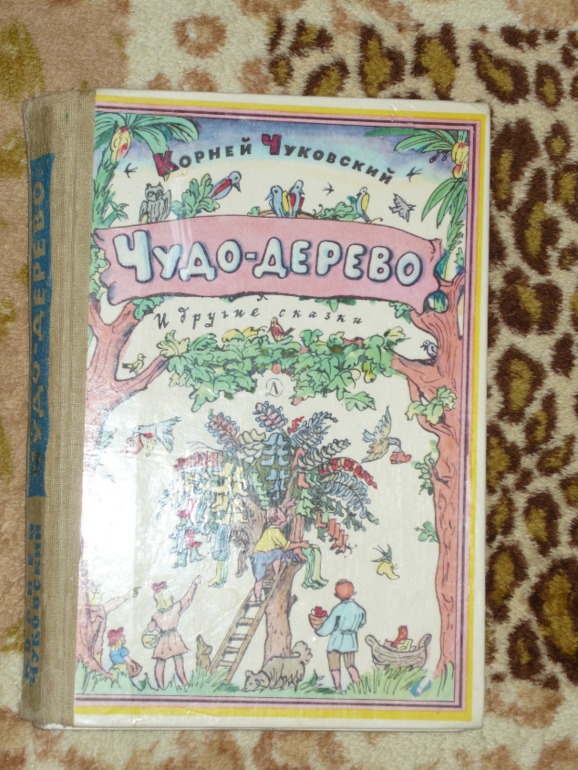 Корней Чуковский
Чудо-дерево
И другие сказки
Л
ЧУДО-ДЕРЕВО
КОРНЕЙ
ЧУКОВСКИЙ